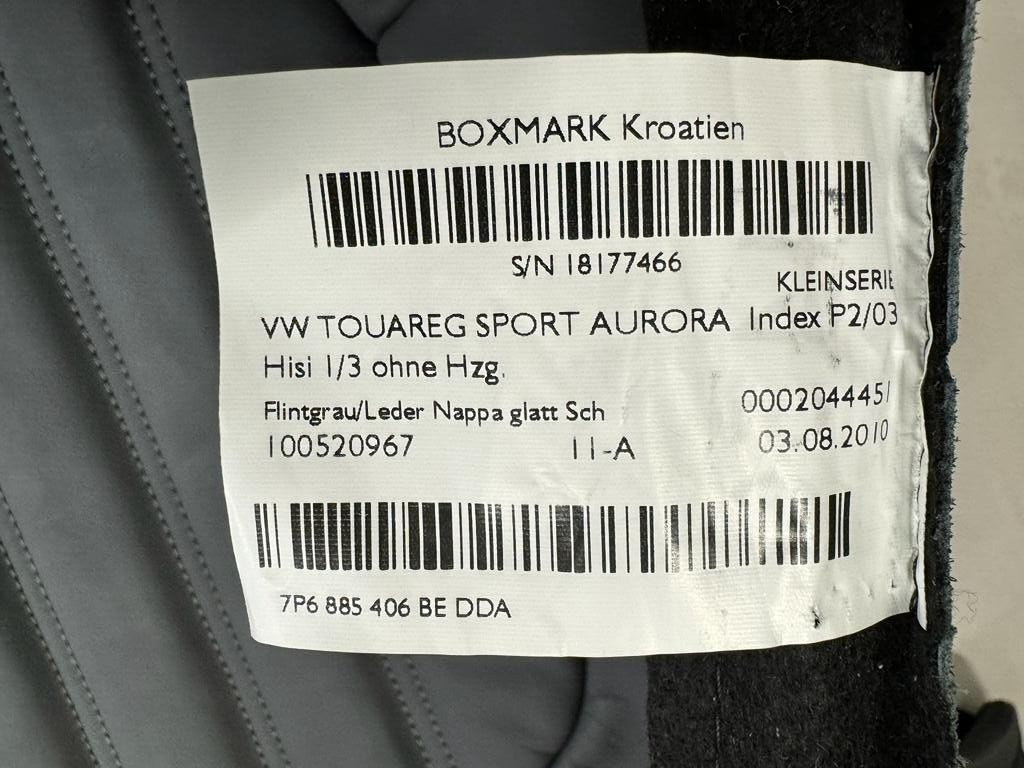 BOXMARK Kroatien
S/N 18177466
KLEINSERIE
VW TOUAREG SPORT AURORA Index P2/03
Hisi 1/3 ohne Hzg.
Flintgrau/Leder Nappa glatt Sch 0002044451
100520967 11-A 03.08.2010
7P6 885 406 BE DDA